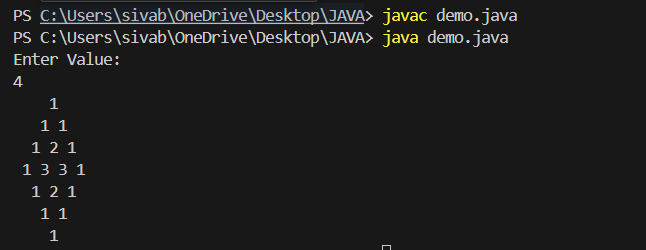 PS C:\Users\sivab\OneDrive\Desktop\JAVA> javac demo.java
PS C:\Users\sivab\OneDrive\Desktop\JAVA> java demo.java
Enter Value:
4
    1
   1 1
  1 2 1
 1 3 3 1
  1 2 1
   1 1
    1